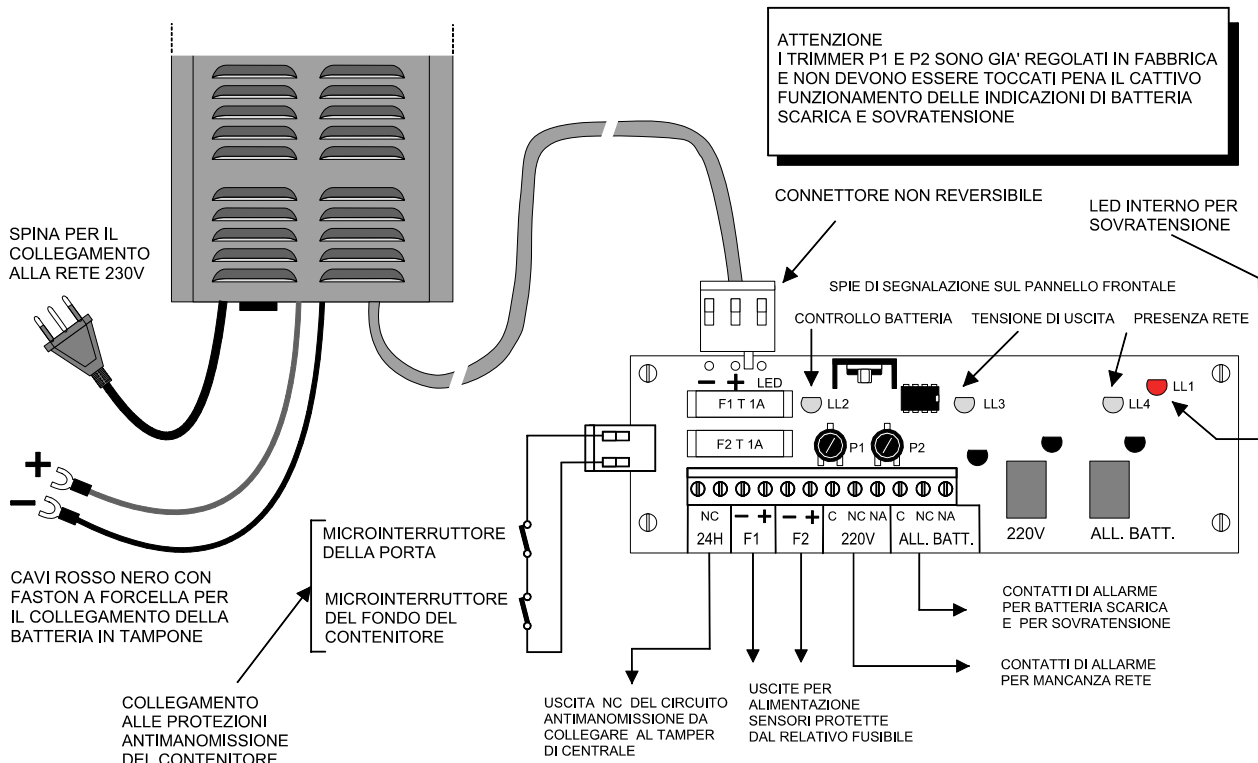 ATTENZIONE
I TRIMMER P1 E P2 SONO GIA' REGOLATI IN FABBRICA
E NON DEVONO ESSERE TOCCATI PENA IL CATTIVO
FUNZIONAMENTO DELLE INDICAZIONI DI BATTERIA
SCARICA E SOVRATENSIONE
CONNETTORE NON REVERSIBILE
LED INTERNO PER
SOVRATENSIONE
SPINA PER IL
COLLEGAMENTO
ALLA RETE 230V
SPIE DI SEGNALAZIONE SUL PANNELLO FRONTALE
CONTROLLO BATTERIA
TENSIONE DI USCITA
PRESENZA RETE
− + LED
F1 T 1A
LL2
LL3
LL4
LL1
F2 T 1A
P1
P2
+
−
NC
− +
− +
C NC NA
C NC NA
24H
F1
F2
220V
ALL. BATT.
220V
ALL. BATT.
MICROINTERRUTTORE
DELLA PORTA
MICROINTERRUTTORE
DEL FONDO DEL
CONTENITORE
CAVI ROSSO NERO CON
FASTON A FORCELLA PER
IL COLLEGAMENTO DELLA
BATTERIA IN TAMPONE
CONTATTI DI ALLARME
PER BATTERIA SCARICA
E PER SOVRATENSIONE
CONTATTI DI ALLARME
PER MANCANZA RETE
COLLEGAMENTO
ALLE PROTEZIONI
ANTIMANOMISSIONE
DEL CONTENITORE
USCITA NC DEL CIRCUITO
ANTIMANOMISSIONE DA
COLLEGARE AL TAMPER
DI CENTRALE
USCITE PER
ALIMENTAZIONE
SENSORI PROTETTE
DAL RELATIVO FUSIBILE